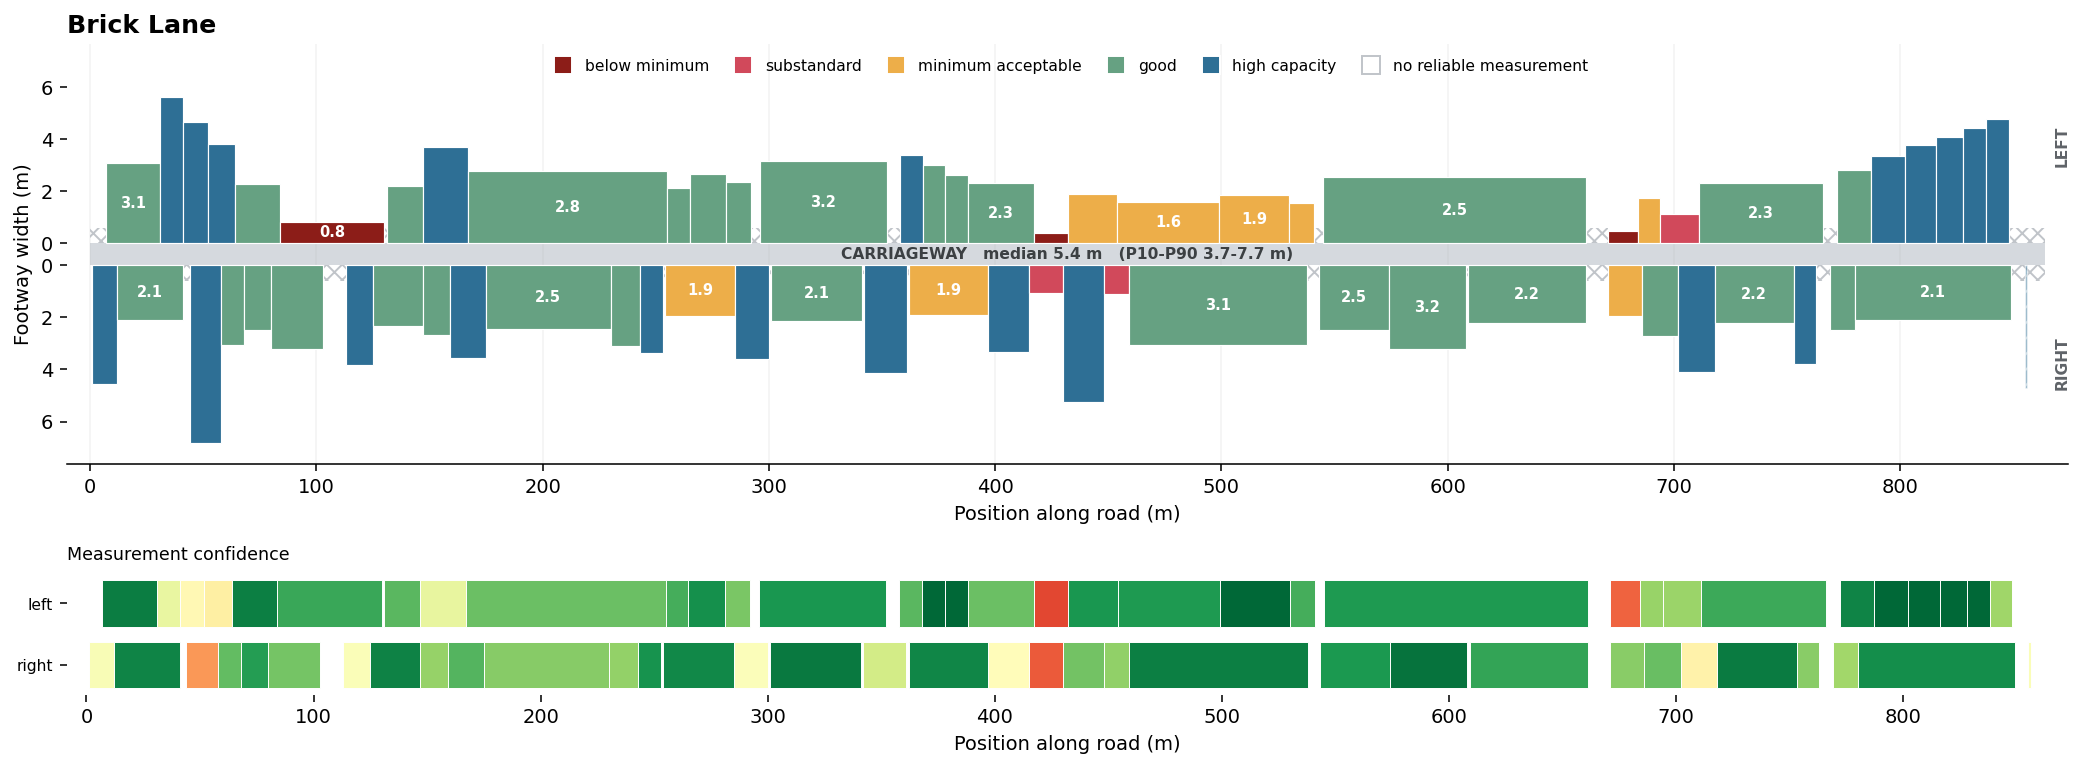 Brick Lane
below minimum
substandard
minimum acceptable
good
high capacity
no reliable measurement
Footway width (m)
6
4
2
0
0
2
4
6
3.1
0.8
2.8
3.2
2.3
1.6
1.9
2.5
2.3
LEFT
CARRIAGEWAY median 5.4 m (P10-P90 3.7-7.7 m)
2.1
2.5
1.9
2.1
1.9
3.1
2.5
3.2
2.2
2.2
2.1
RIGHT
0 100 200 300 400 500 600 700 800
Position along road (m)
Measurement confidence
left
right
0 100 200 300 400 500 600 700 800
Position along road (m)